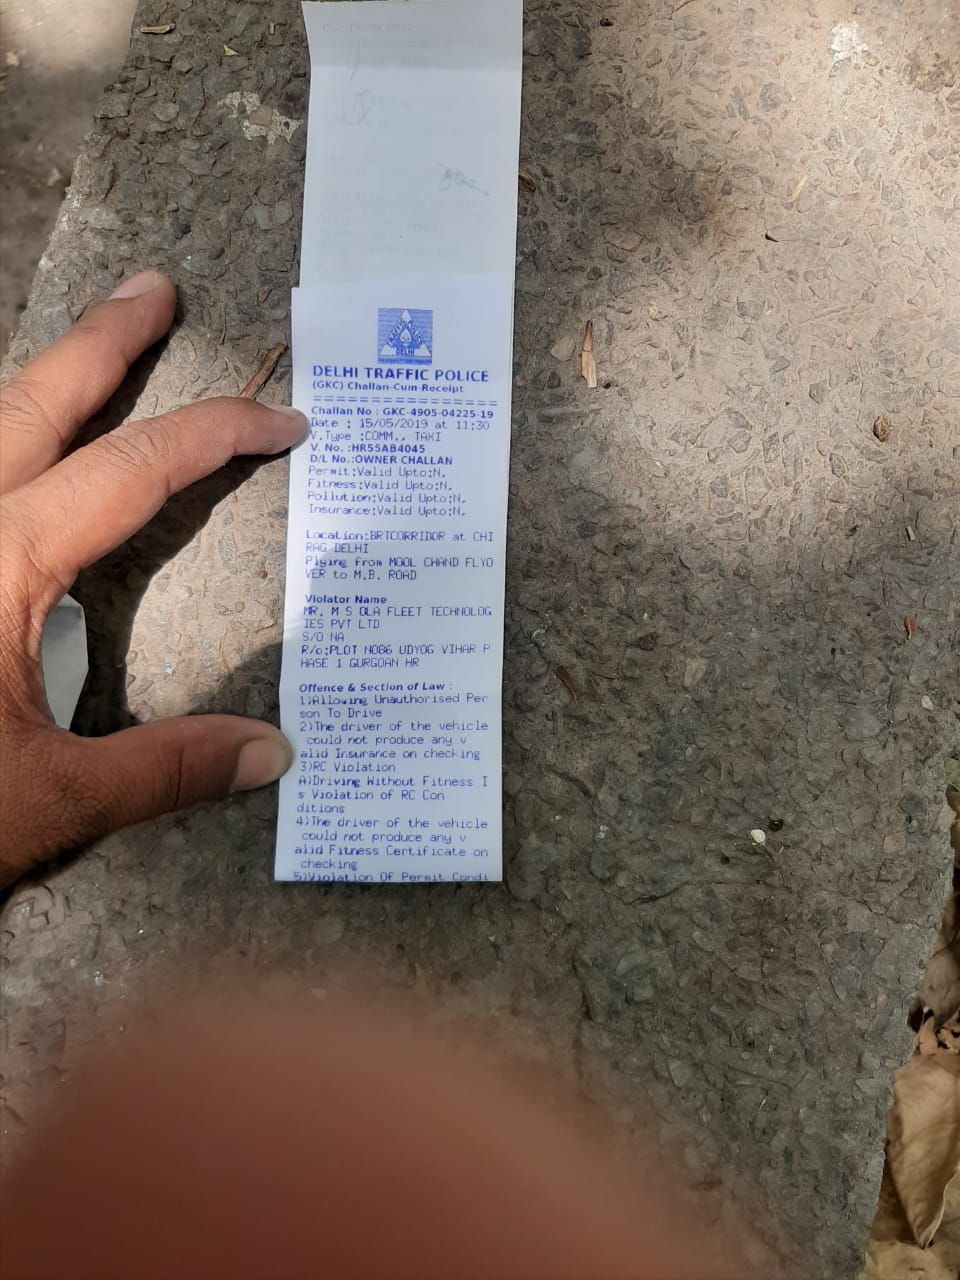 DELHI TRAFFIC POLICE
(GKC) Challan-Cum-Receipt
==================
Challan No : GKC-4905-04225-19
Date : 15/05/2019 at 11:30
V.Type :COMM., TAXI
V. No. :HR55AB4045
D/L No.:OWNER CHALLAN
Permit:Valid Upto:N.
Fitness:Valid Upto:N.
Pollution:Valid Upto:N.
Insurance:Valid Upto:N.
Location:BRTCORRIDOR at CHI
RAG DELHI
Plying from MOOL CHAND FLYO
VER to M.B. ROAD
Violator Name
MR. M S OLA FLEET TECHNOLOG
IES PVT LTD
S/O NA
R/o:PLOT NO86 UDYOG VIHAR P
HASE 1 GURGOAN HR
Offence & Section of Law :
1)Allowing Unauthorised Per
son To Drive
2)The driver of the vehicle
could not produce any v
alid Insurance on checking
3)RC Violation
A)Driving Without Fitness I
s Violation of RC Con
ditions
4)The driver of the vehicle
could not produce any v
alid Fitness Certificate on
checking
5)Violation Of Permit Condi